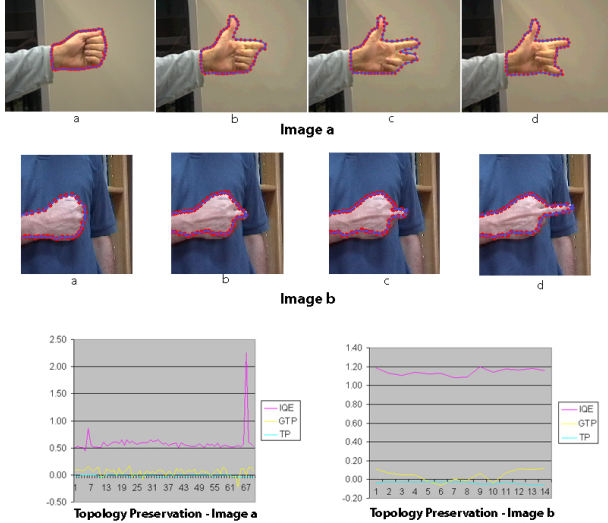 a b c d
Image a
a b c d
Image b
2.50
2.00
1.50
1.00
0.50
0.00
-0.50
1 7 13 19 25 31 37 43 49 55 61 67
IQE
GTP
TP
Topology Preservation - Image a
1.40
1.20
1.00
0.80
0.60
0.40
0.20
0.00
-0.20
1 2 3 4 5 6 7 8 9 10 11 12 13 14
IQE
GTP
TP
Topology Preservation - Image b